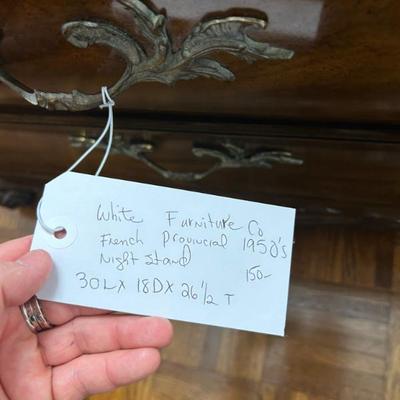 White Furniture Co
French Provincial 1950's
Night Stand 150-
30L X 18D X 26 1/2 T